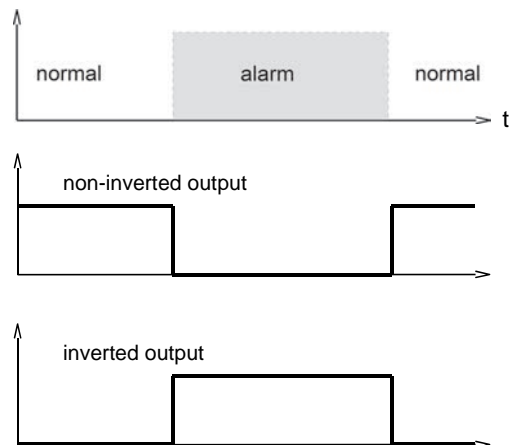 normal alarm normal
t
non-inverted output
inverted output